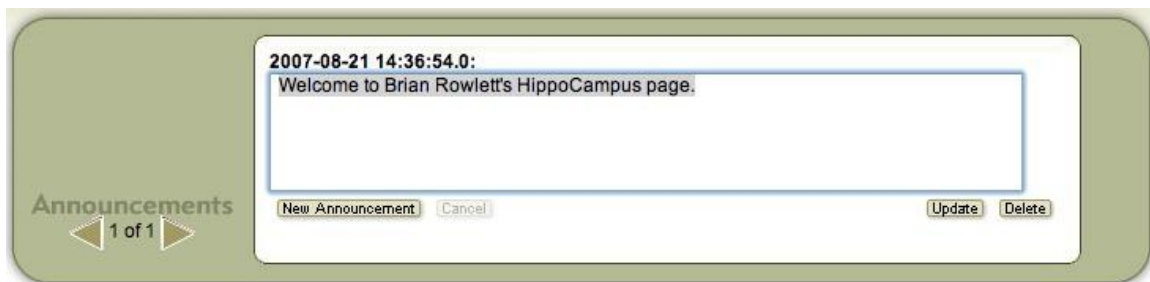 2007-08-21 14:36:54.0:
Welcome to Brian Rowlett's HippoCampus page.
Announcements
New Announcement Cancel Update Delete
1 of 1